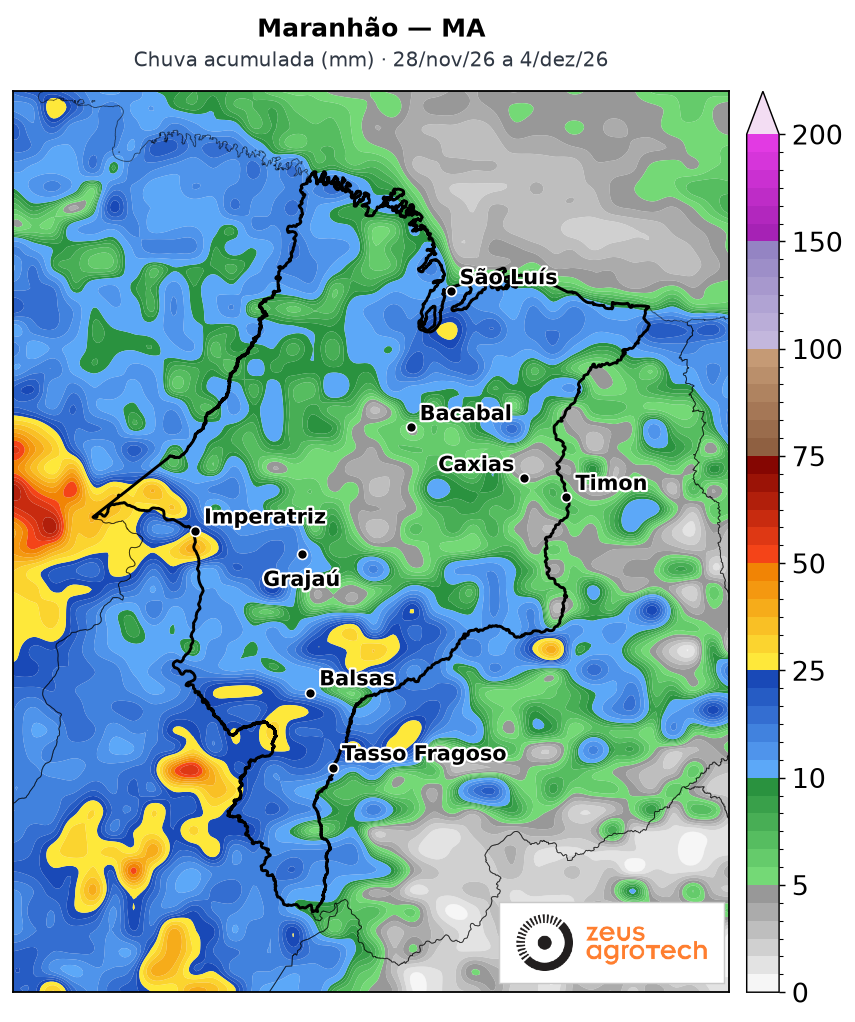 Maranhão — MA
Chuva acumulada (mm) · 28/nov/26 a 4/dez/26
200
São Luís
150
100
Bacabal
Caxias
75
Timon
Imperatriz
50
Grajaú
25
Balsas
Tasso Fragoso
10
5
zeus
agrotech
0